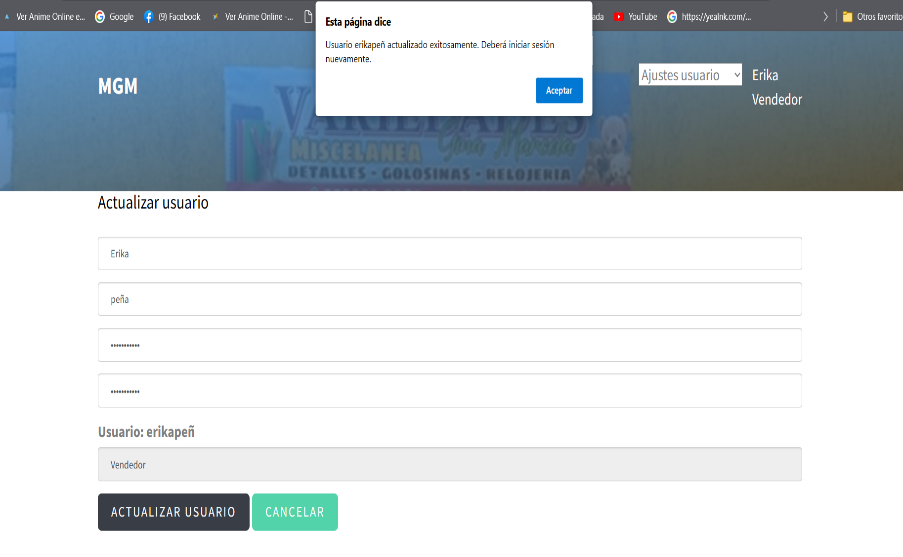 Ver Anime Online e...
Google
(9) Facebook
Ver Anime Online -...
ada
YouTube
https://yealnk.com/...
Otros favorito
Esta página dice
Usuario erikapeñ actualizado exitosamente. Deberá iniciar sesión
nuevamente.
Aceptar
MGM
Ajustes usuario
Erika
Vendedor
VARIEDADES
Gina Marcela
MISCELANEA
DETALLES • GOLOSINAS • RELOJERIA
Actualizar usuario
Erika
peña
•••••••••••
•••••••••••
Usuario: erikapeñ
Vendedor
ACTUALIZAR USUARIO
CANCELAR